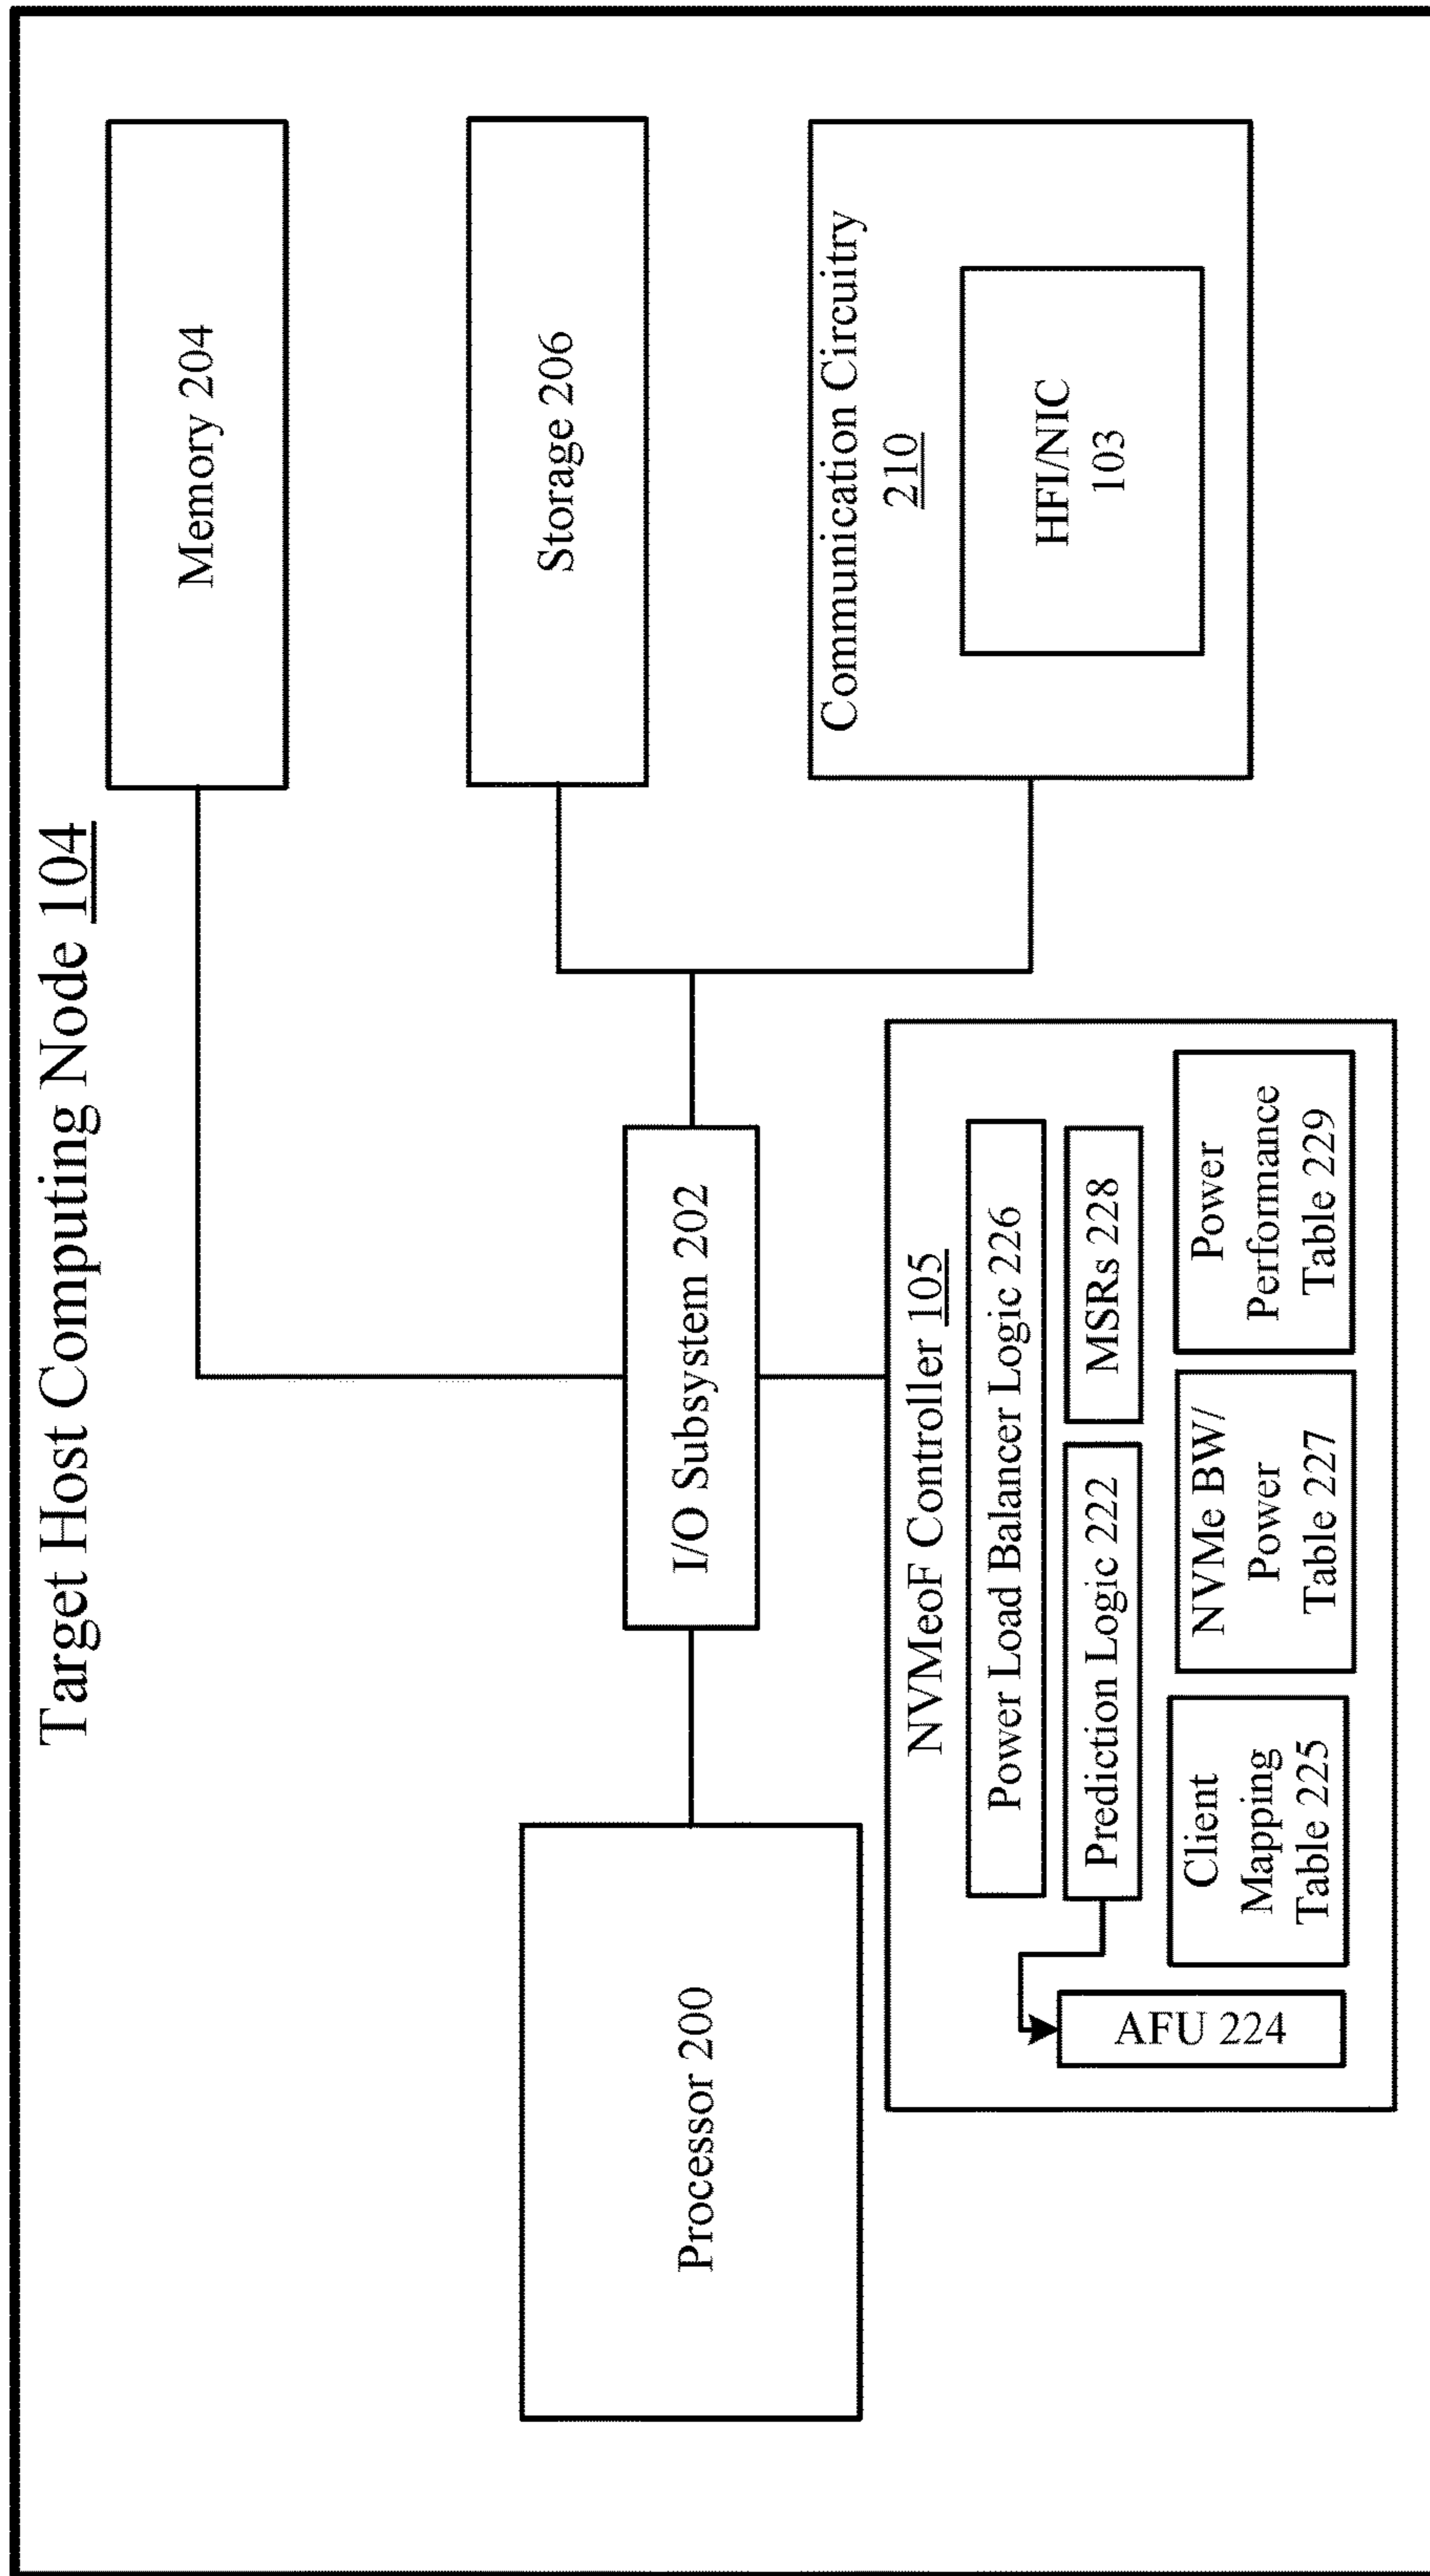 Target Host Computing Node 104
Memory 204
Processor 200
I/O Subsystem 202
Storage 206
Communication Circuitry
210
HFI/NIC
103
NVMeoF Controller 105
Power Load Balancer Logic 226
Prediction Logic 222
MSRs 228
AFU 224
Client
Mapping
Table 225
NVMe BW/
Power
Table 227
Power
Performance
Table 229